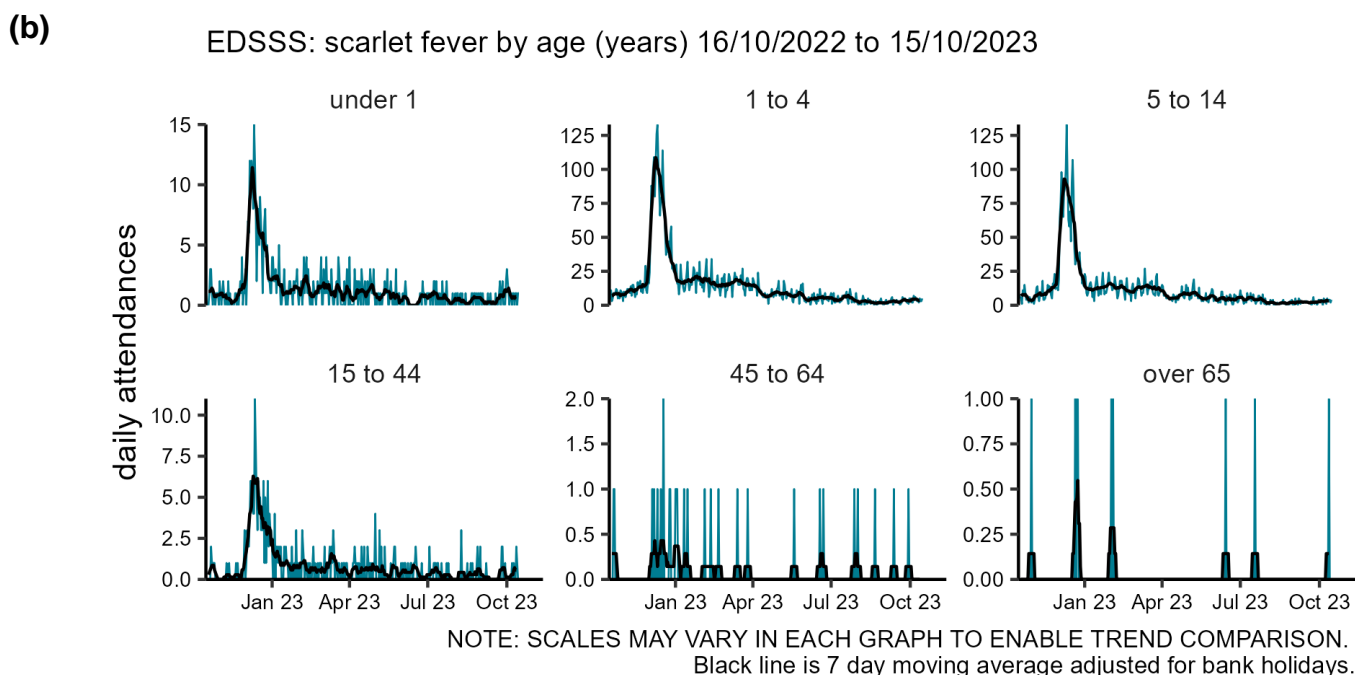 (b)
EDSSS: scarlet fever by age (years) 16/10/2022 to 15/10/2023
daily attendances
under 1
15
10
5
0
1 to 4
125
100
75
50
25
0
5 to 14
125
100
75
50
25
0
15 to 44
10.0
7.5
5.0
2.5
0.0
Jan 23 Apr 23 Jul 23 Oct 23
45 to 64
2.0
1.5
1.0
0.5
0.0
Jan 23 Apr 23 Jul 23 Oct 23
over 65
1.00
0.75
0.50
0.25
0.00
Jan 23 Apr 23 Jul 23 Oct 23
NOTE: SCALES MAY VARY IN EACH GRAPH TO ENABLE TREND COMPARISON.
Black line is 7 day moving average adjusted for bank holidays.